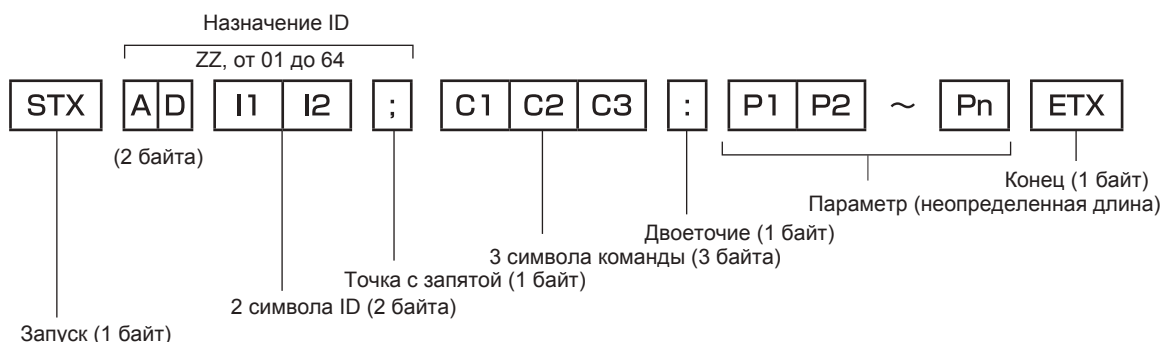 Назначение ID
ZZ, от 01 до 64
STX A D I1 I2 ; C1 C2 C3 : P1 P2 ~ Pn ETX
(2 байта)
Конец (1 байт)
Параметр (неопределенная длина)
Двоеточие (1 байт)
3 символа команды (3 байта)
Точка с запятой (1 байт)
2 символа ID (2 байта)
Запуск (1 байт)